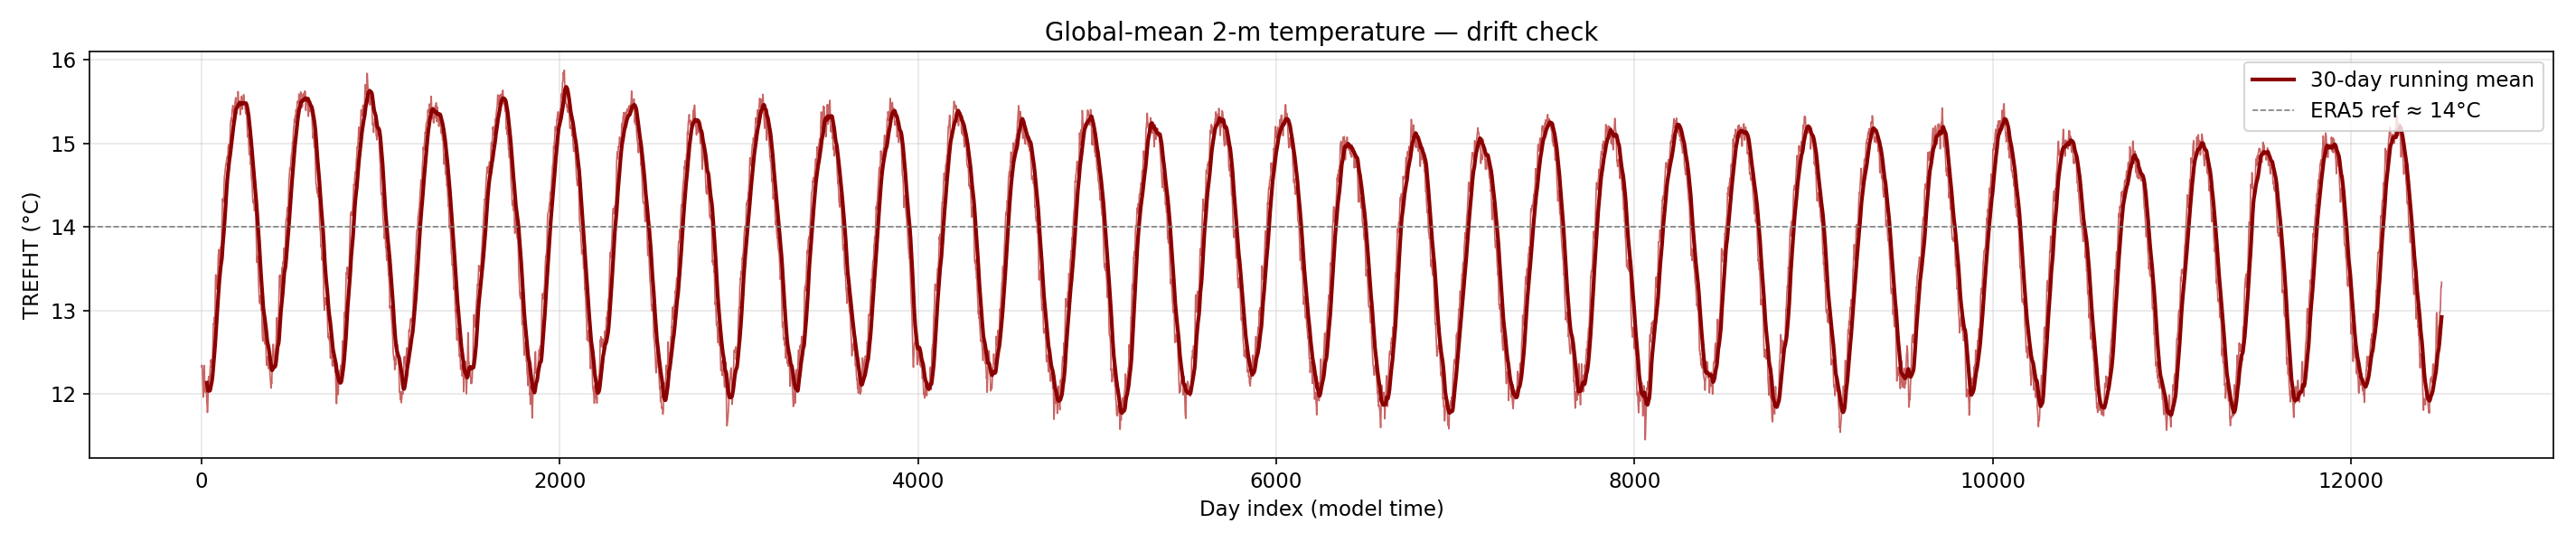 Global-mean 2-m temperature — drift check
16
15
14
13
12
TREFHT (°C)
30-day running mean
ERA5 ref ≈ 14°C
0
2000
4000
6000
8000
10000
12000
Day index (model time)